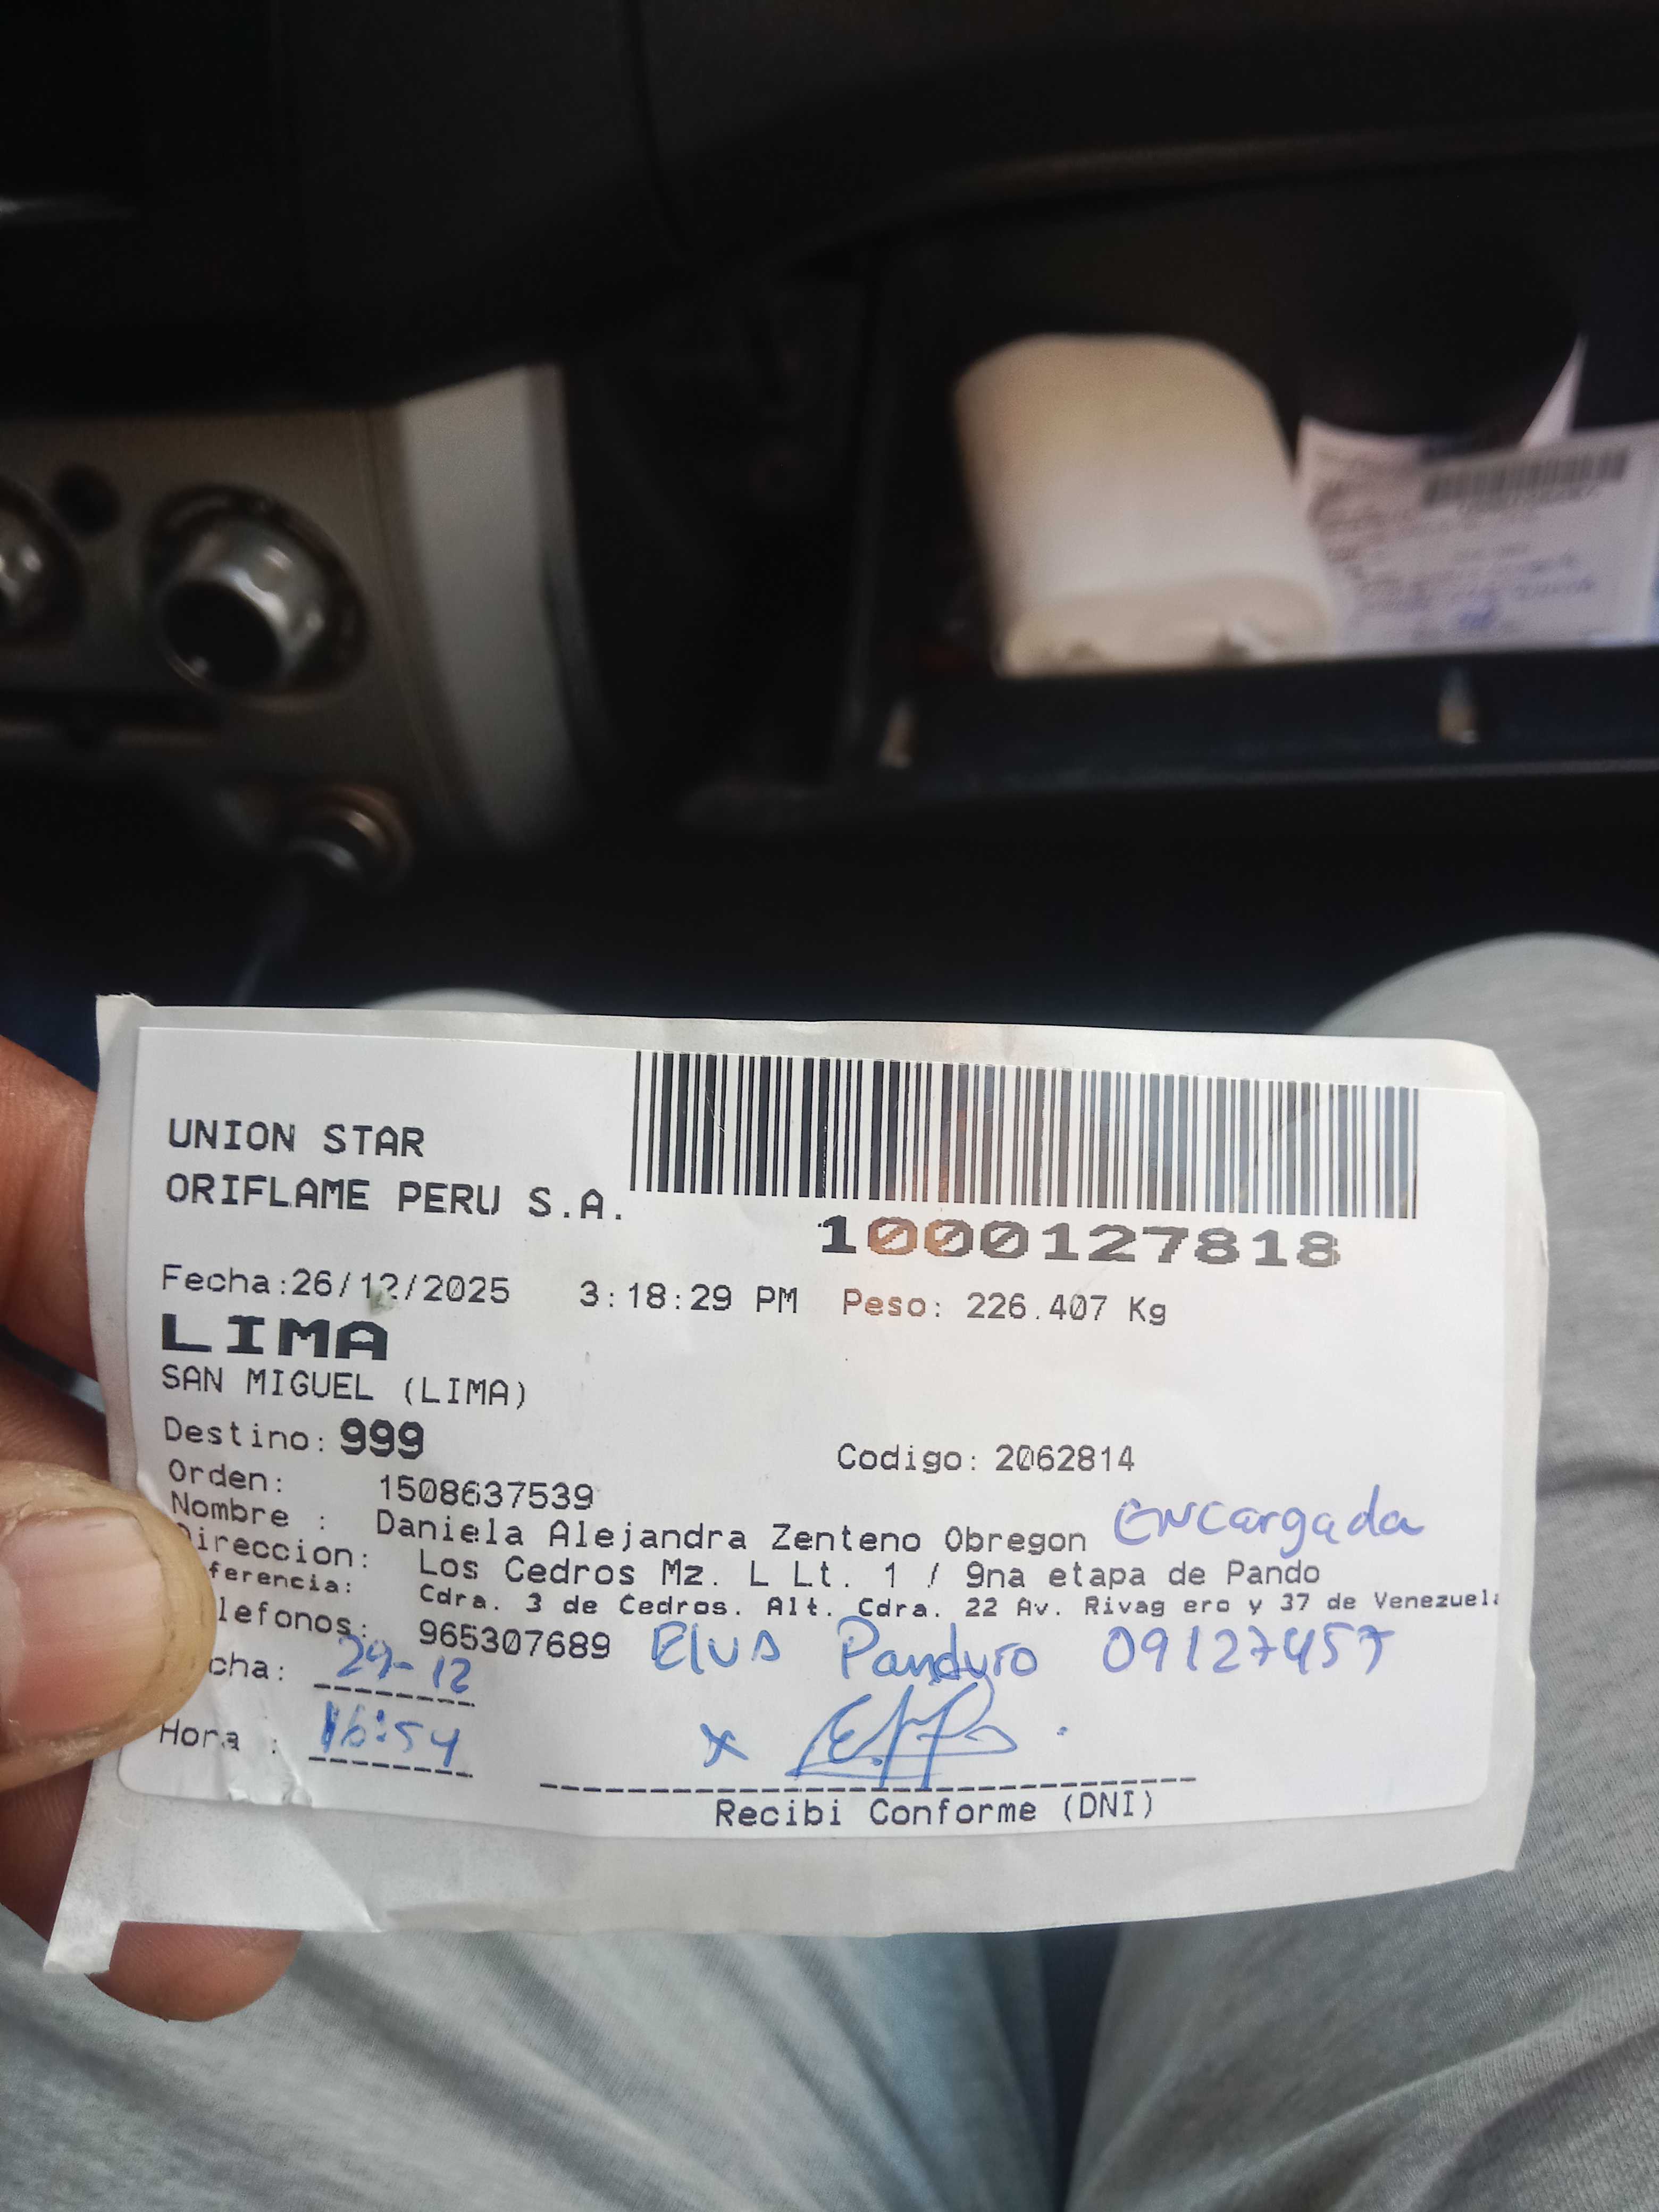 UNION STAR
ORIFLAME PERU S.A.
1000127818
Fecha:26/12/2025 3:18:29 PM Peso: 226.407 Kg
LIMA
SAN MIGUEL (LIMA)
Destino: 999
Codigo: 2062814
Orden: 1508637539
Nombre : Daniela Alejandra Zenteno Obregon Encargada
Direccion: Los Cedros Mz. L Lt. 1 / 9na etapa de Pando
ferencia: Cdra. 3 de Cedros. Alt. Cdra. 22 Av. Rivag ero y 37 de Venezuela
lefonos: 965307689 Panduro 09127457
cha: 29-12
Hora : 16:54
x
Recibi Conforme (DNI)